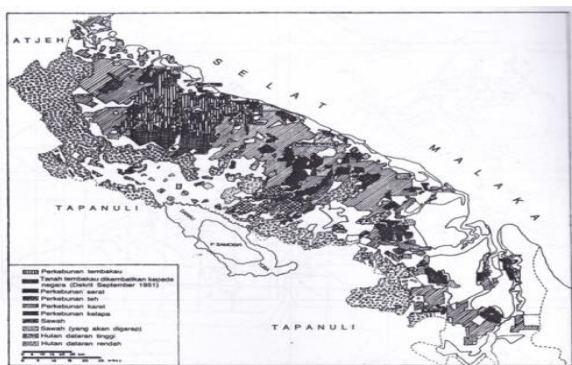 ATJEH
SELAT
MALAKA
TAPANULI
P SAMOSIR
TAPANULI
Perkebunan tembakau
Tanah tembakau dikembalikan kepada
negara (Dekrit September 1951)
Perkebunan serat
Perkebunan teh
Perkebunan karet
Perkebunan kelapa
Sawah
Sawah (yang akan digarap)
Hutan dataran tinggi
Hutan dataran rendah